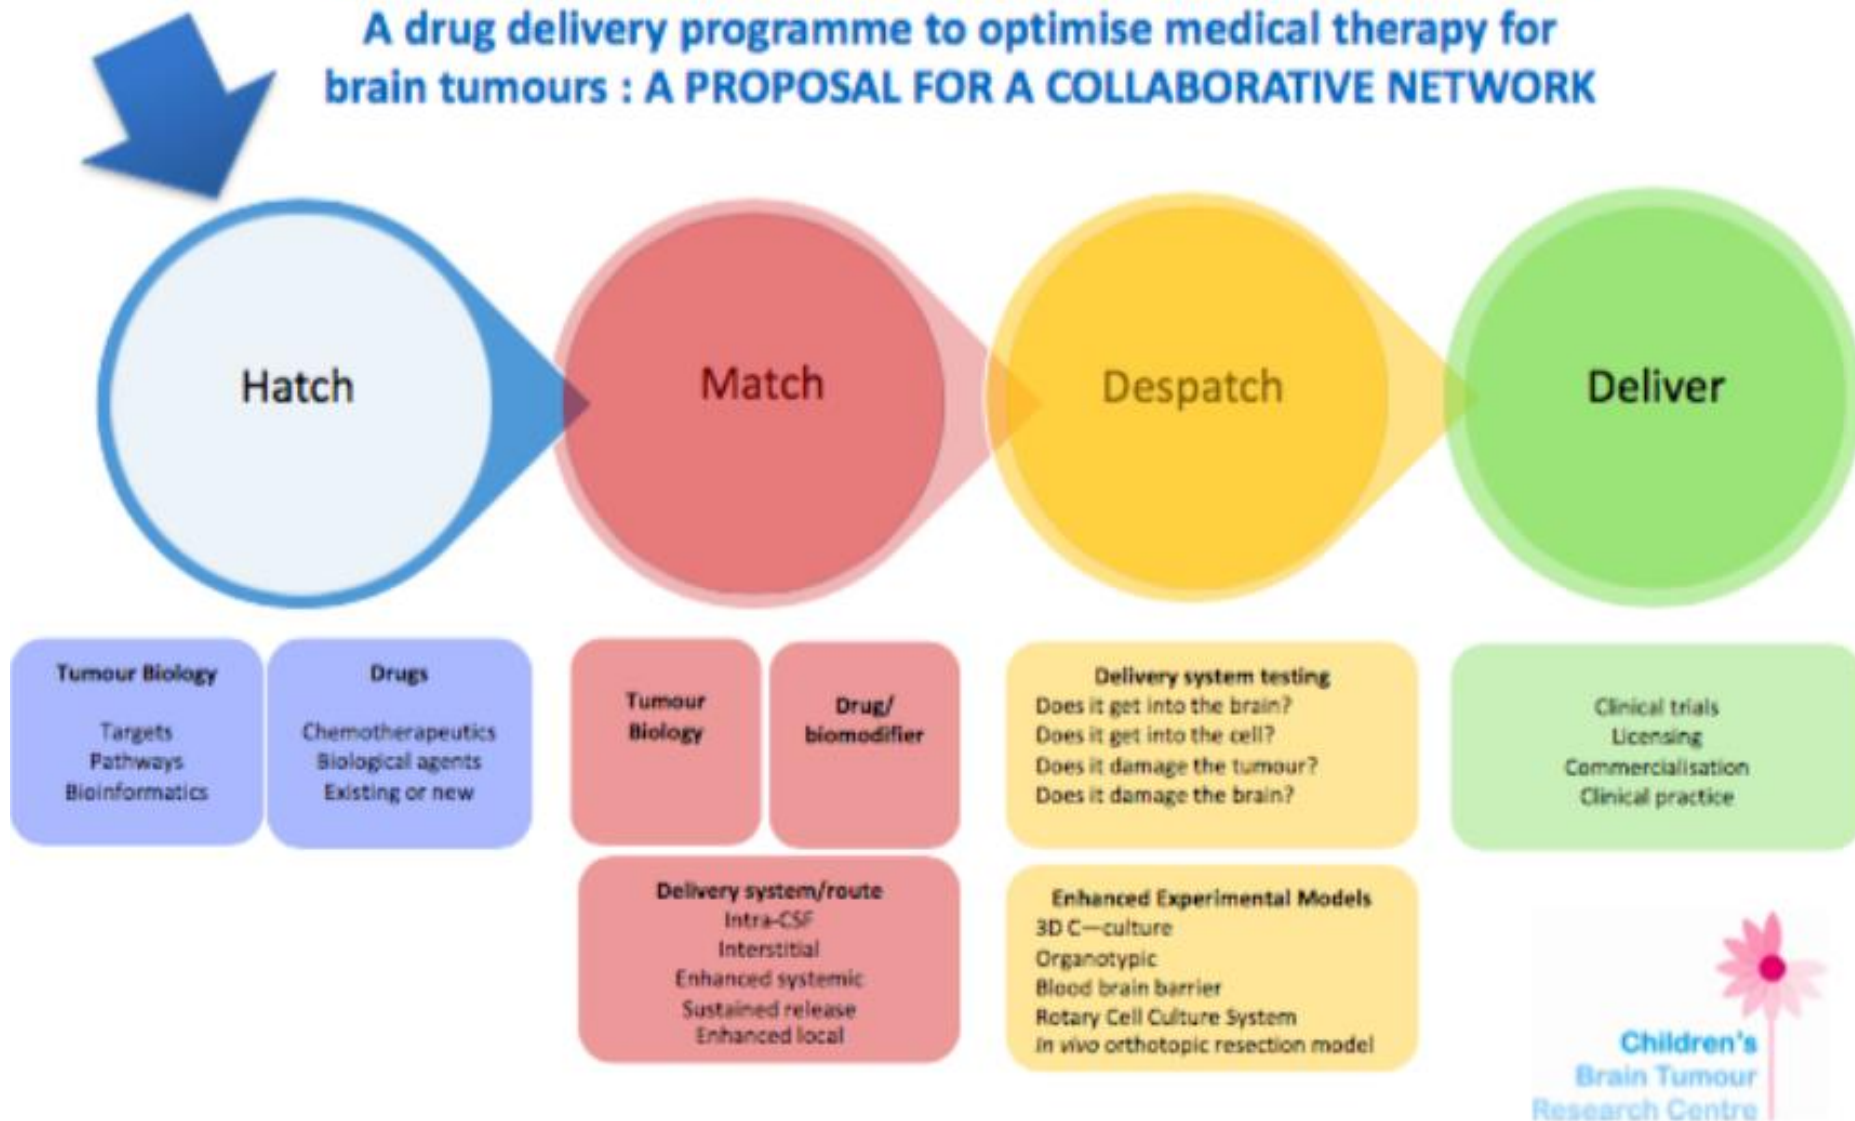 A drug delivery programme to optimise medical therapy for
brain tumours : A PROPOSAL FOR A COLLABORATIVE NETWORK
Hatch
Match
Despatch
Deliver
Tumour Biology
Targets
Pathways
Bioinformatics
Drugs
Chemotherapeutics
Biological agents
Existing or new
Tumour
Biology
Drug/
biomodifier
Delivery system/route
Intra-CSF
Interstitial
Enhanced systemic
Sustained release
Enhanced local
Delivery system testing
Does it get into the brain?
Does it get into the cell?
Does it damage the tumour?
Does it damage the brain?
Enhanced Experimental Models
3D C—culture
Organotypic
Blood brain barrier
Rotary Cell Culture System
In vivo orthotopic resection model
Clinical trials
Licensing
Commercialisation
Clinical practice
Children's
Brain Tumour
Research Centre